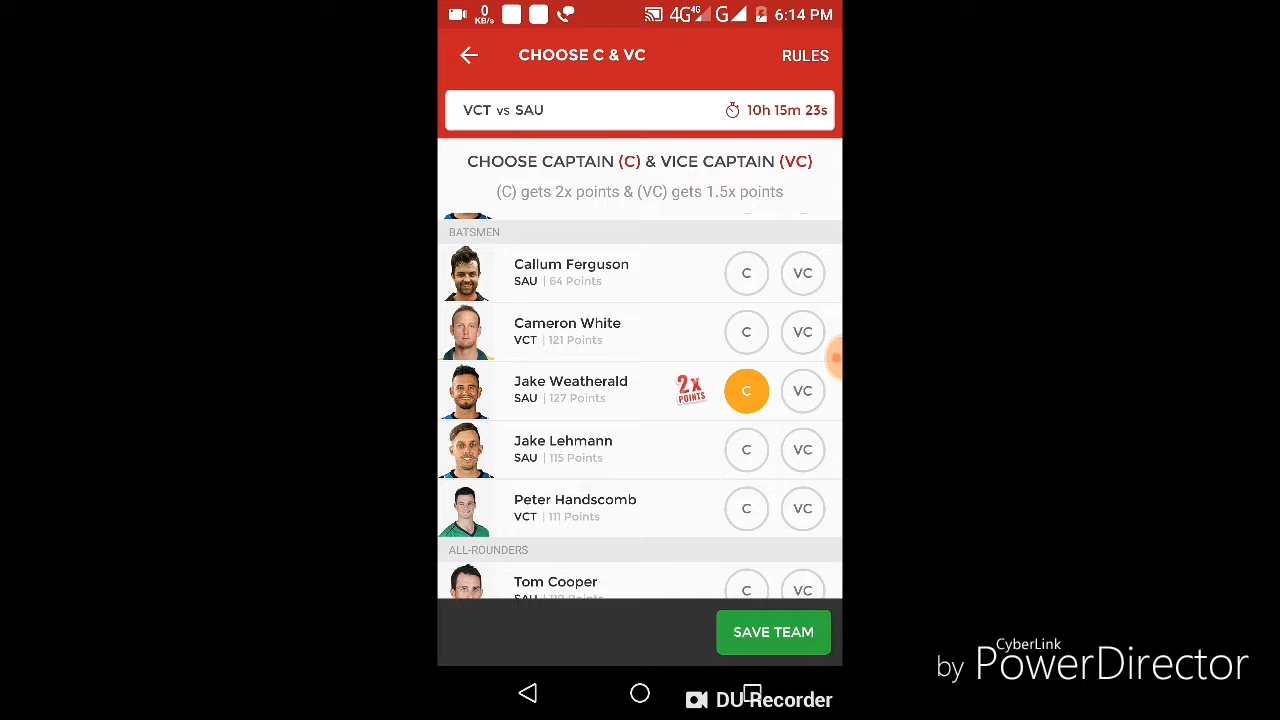 0 KB/s 4G 4G G 6:14 PM
CHOOSE C & VC RULES
VCT vs SAU 10h 15m 23s
CHOOSE CAPTAIN (C) & VICE CAPTAIN (VC)
(C) gets 2x points & (VC) gets 1.5x points
BATSMEN
Callum Ferguson
SAU | 64 Points
C VC
Cameron White
VCT | 121 Points
C VC
Jake Weatherald
SAU | 127 Points
2X POINTS
C VC
Jake Lehmann
SAU | 115 Points
C VC
Peter Handscomb
VCT | 111 Points
C VC
ALL-ROUNDERS
Tom Cooper
SAU Points
C VC
SAVE TEAM
CyberLink
by PowerDirector
DU Recorder